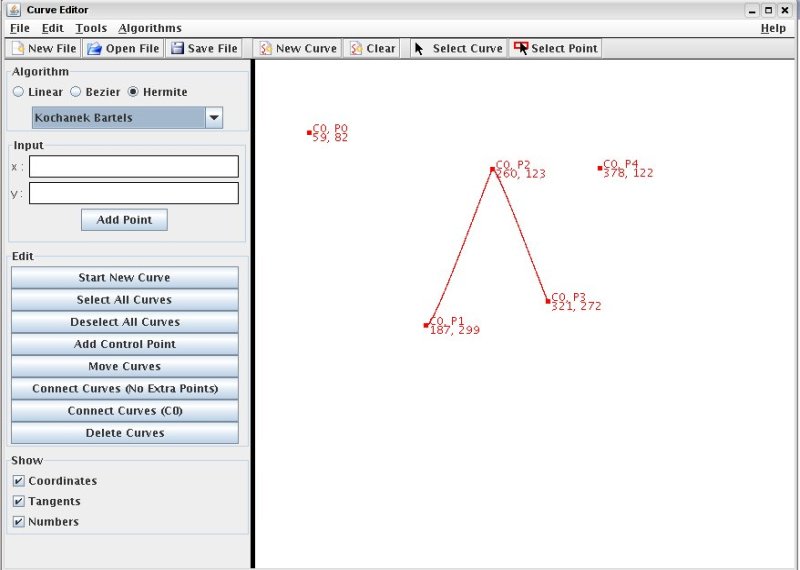 Curve Editor
File Edit Tools Algorithms Help
New File Open File Save File New Curve Clear Select Curve Select Point
Algorithm
Linear Bezier Hermite
Kochanek Bartels
Input
x :
y :
Add Point
Edit
Start New Curve
Select All Curves
Deselect All Curves
Add Control Point
Move Curves
Connect Curves (No Extra Points)
Connect Curves (C0)
Delete Curves
Show
Coordinates
Tangents
Numbers
C0, P0
59, 82
C0, P2
260, 123
C0, P4
378, 122
C0, P3
321, 272
C0, P1
187, 299